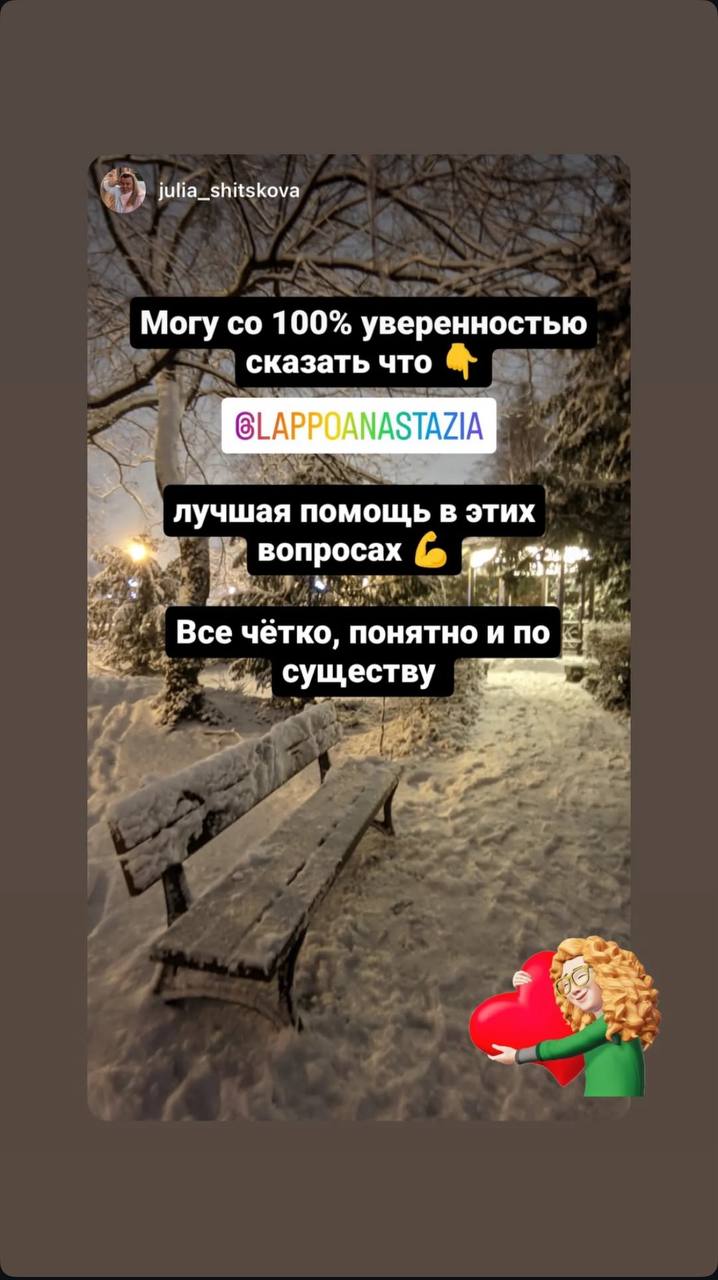 julia_shitskova
Могу со 100% уверенностью
сказать что 👇
@LAPPOANASTAZIA
лучшая помощь в этих
вопросах 💪
Все чётко, понятно и по
существу